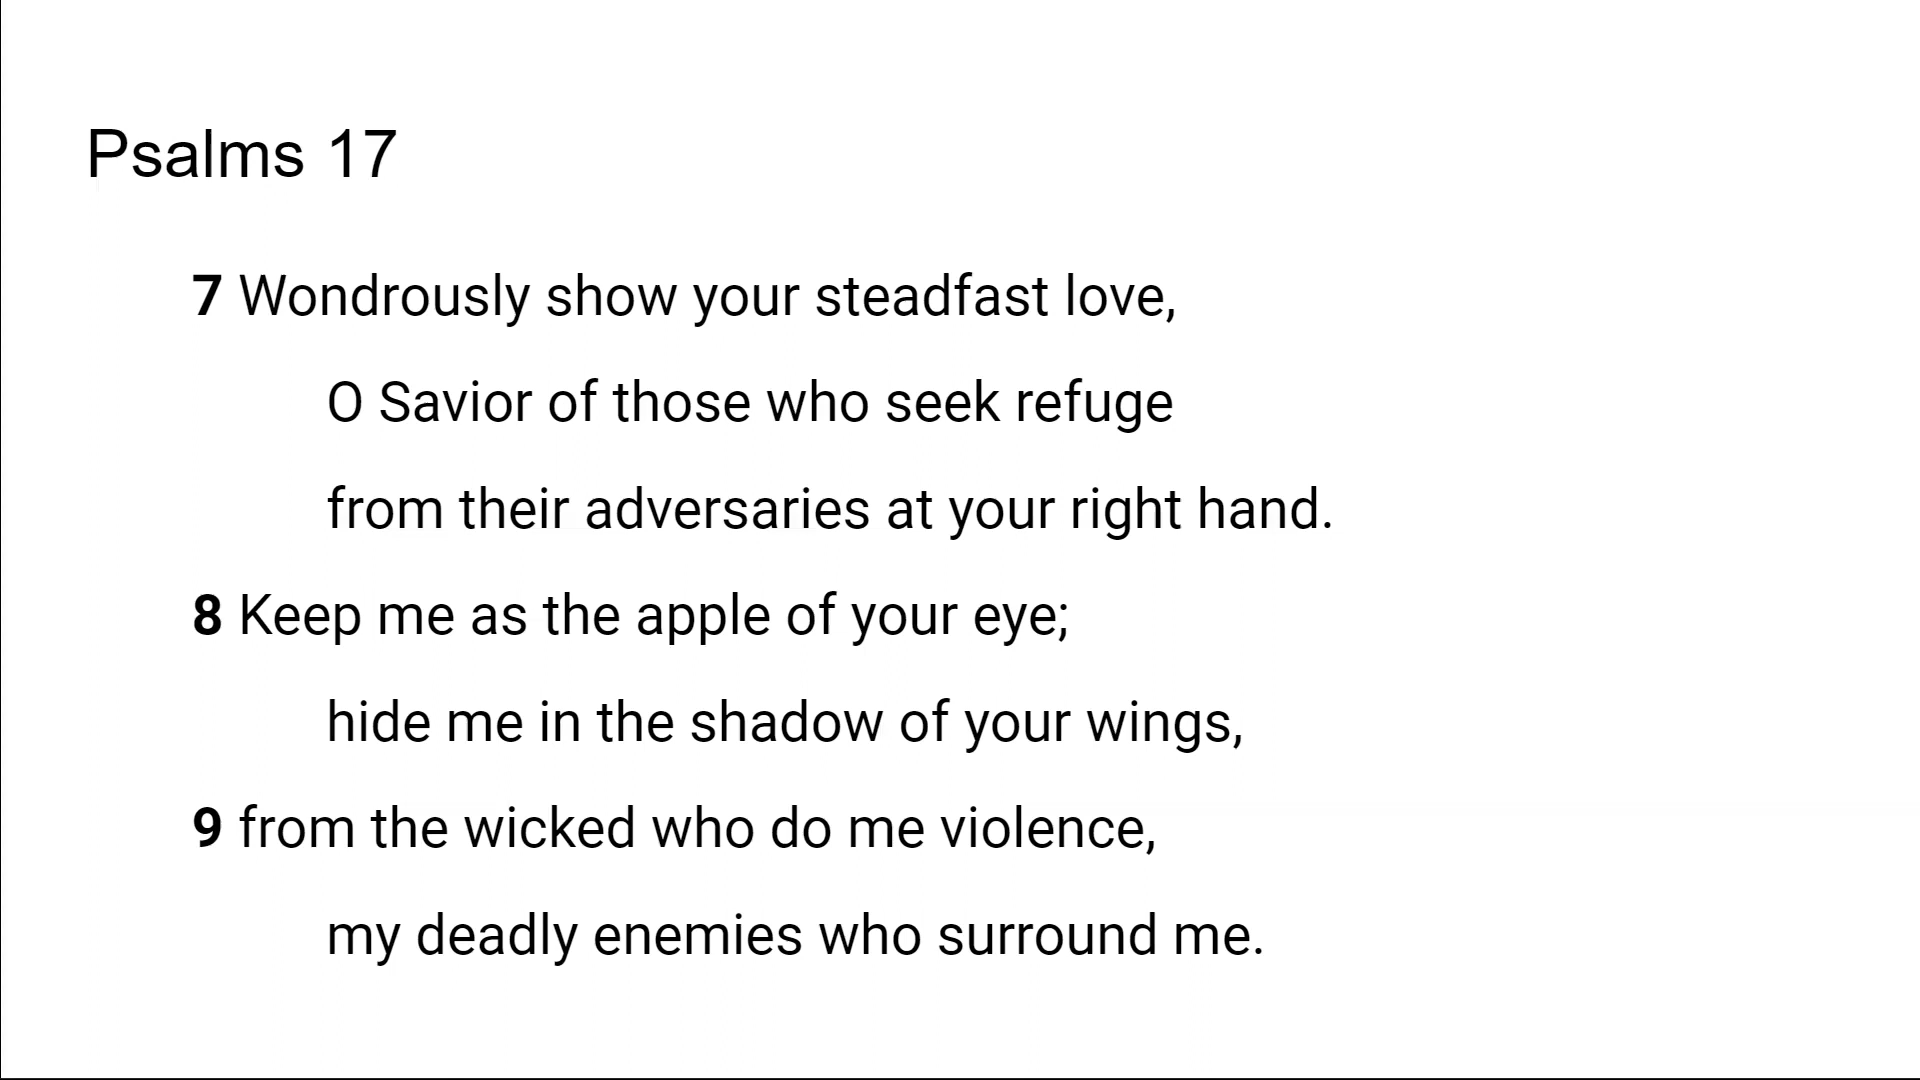 Psalms 17
7 Wondrously show your steadfast love,
O Savior of those who seek refuge
from their adversaries at your right hand.
8 Keep me as the apple of your eye;
hide me in the shadow of your wings,
9 from the wicked who do me violence,
my deadly enemies who surround me.